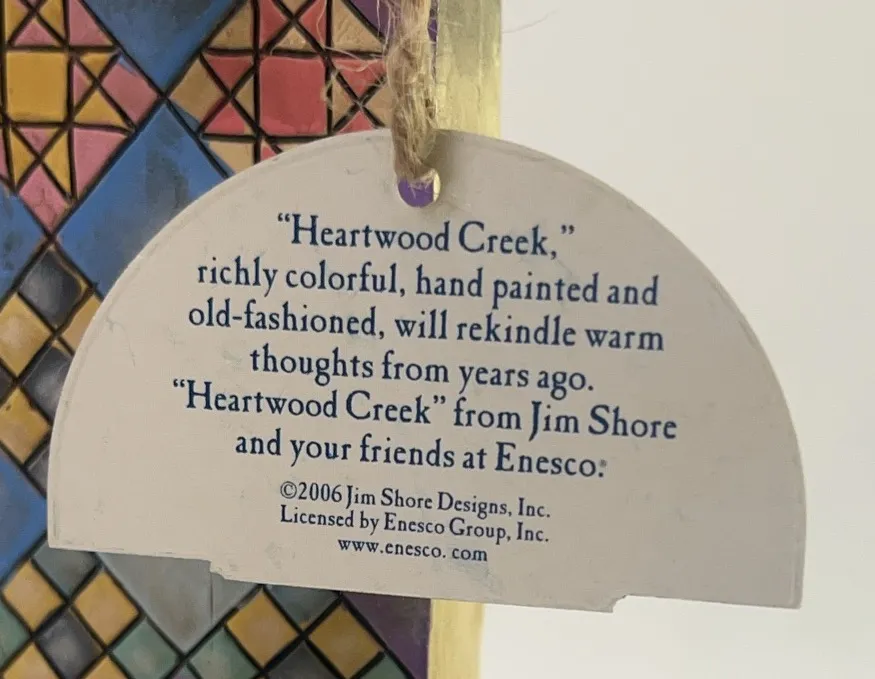 “Heartwood Creek,”
richly colorful, hand painted and
old-fashioned, will rekindle warm
thoughts from years ago.
“Heartwood Creek” from Jim Shore
and your friends at Enesco.®
©2006 Jim Shore Designs, Inc.
Licensed by Enesco Group, Inc.
www.enesco. com